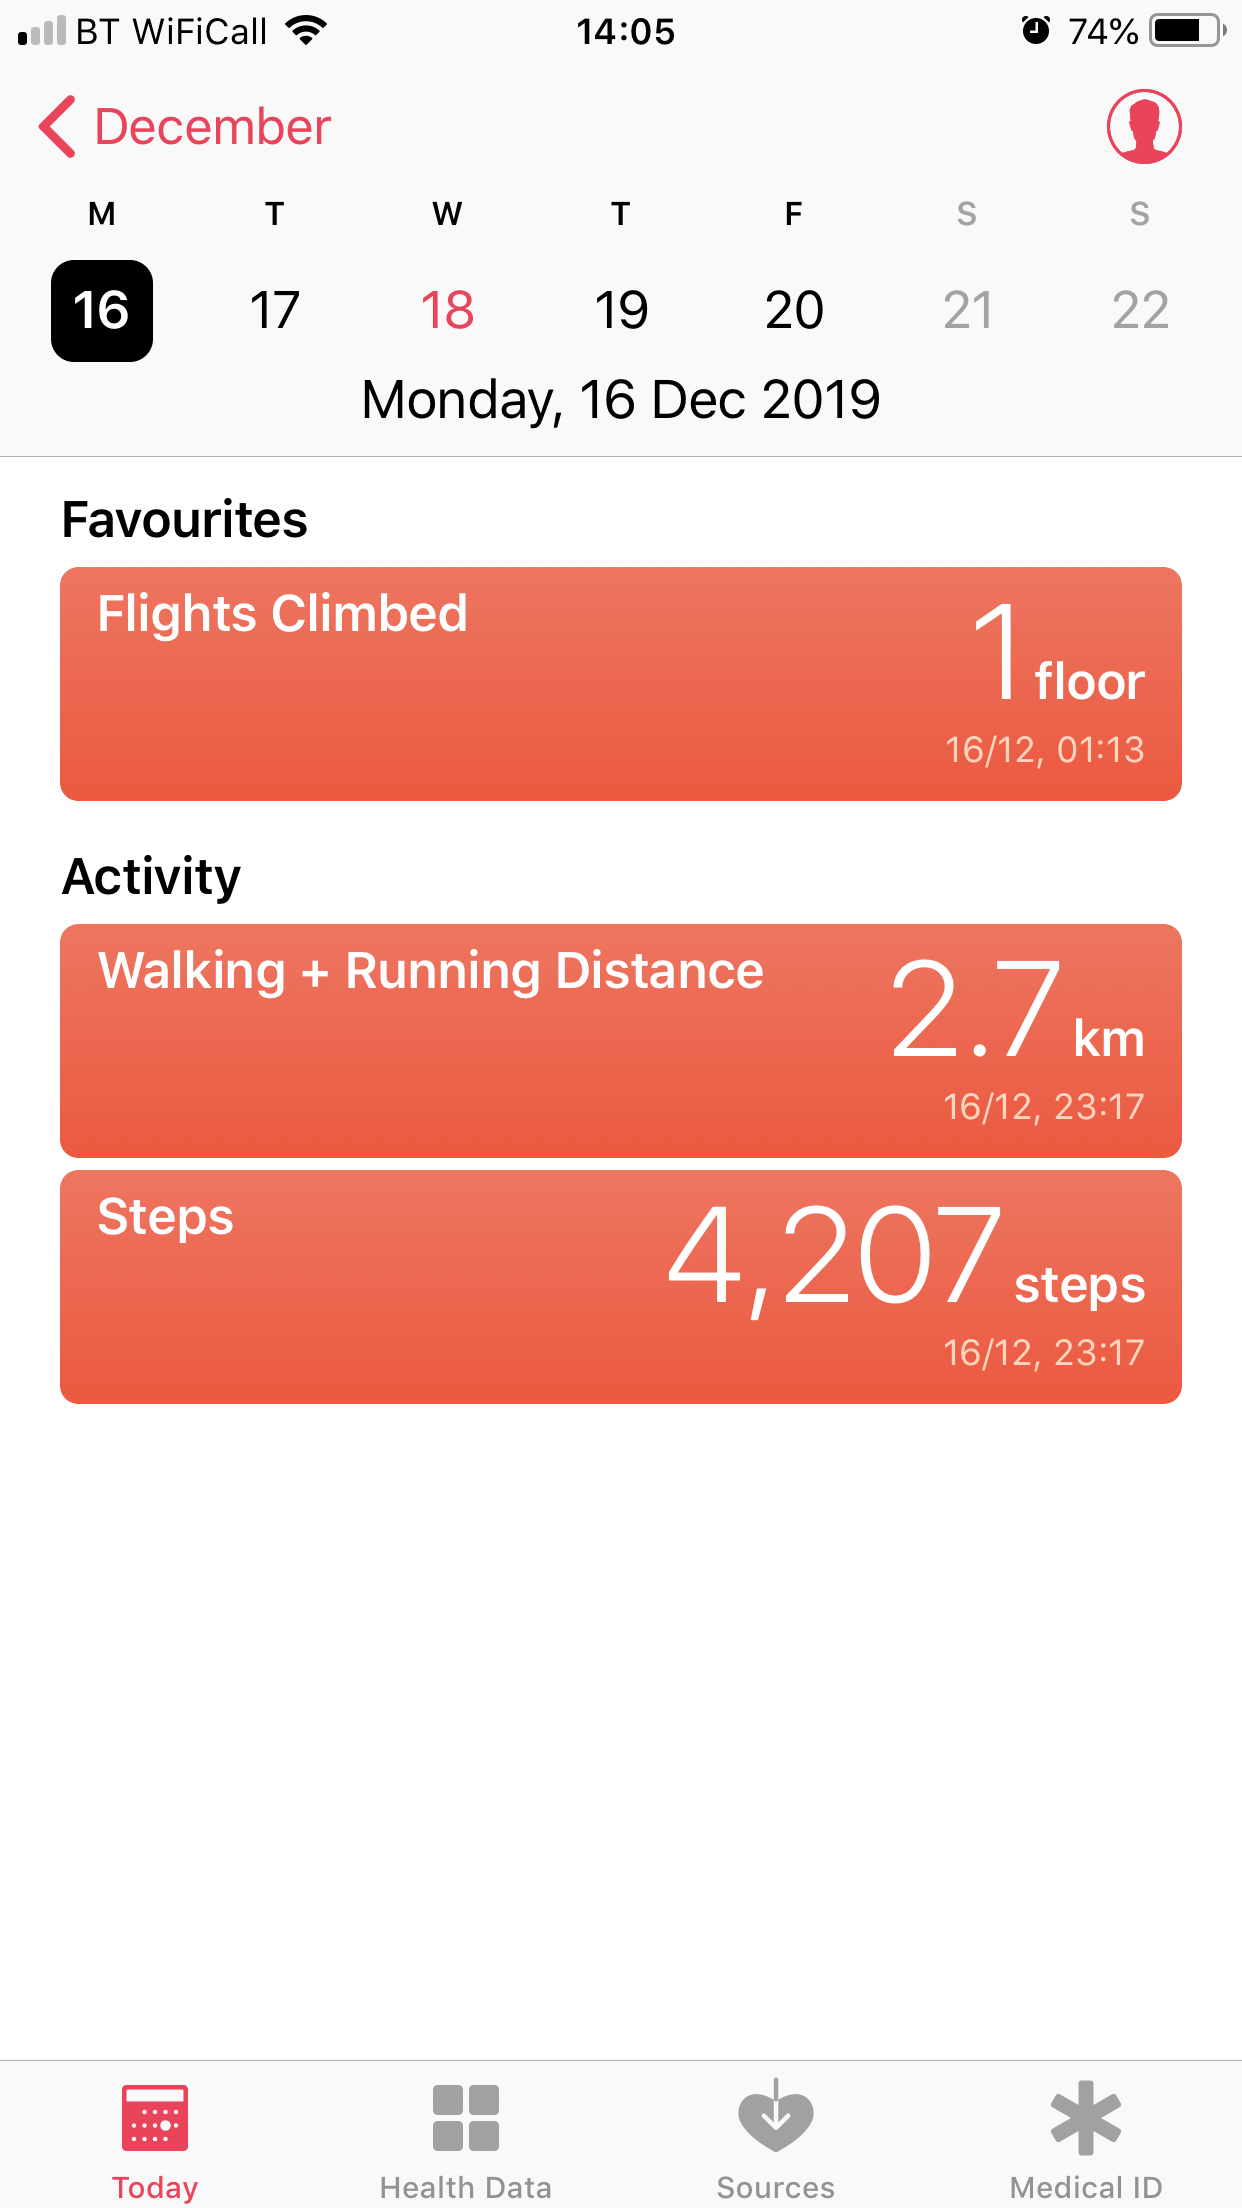 BT WiFiCall 14:05 74%
December
M T W T F S S
16 17 18 19 20 21 22
Monday, 16 Dec 2019
Favourites
Flights Climbed
1 floor
16/12, 01:13
Activity
Walking + Running Distance
2.7 km
16/12, 23:17
Steps
4,207 steps
16/12, 23:17
Today Health Data Sources Medical ID